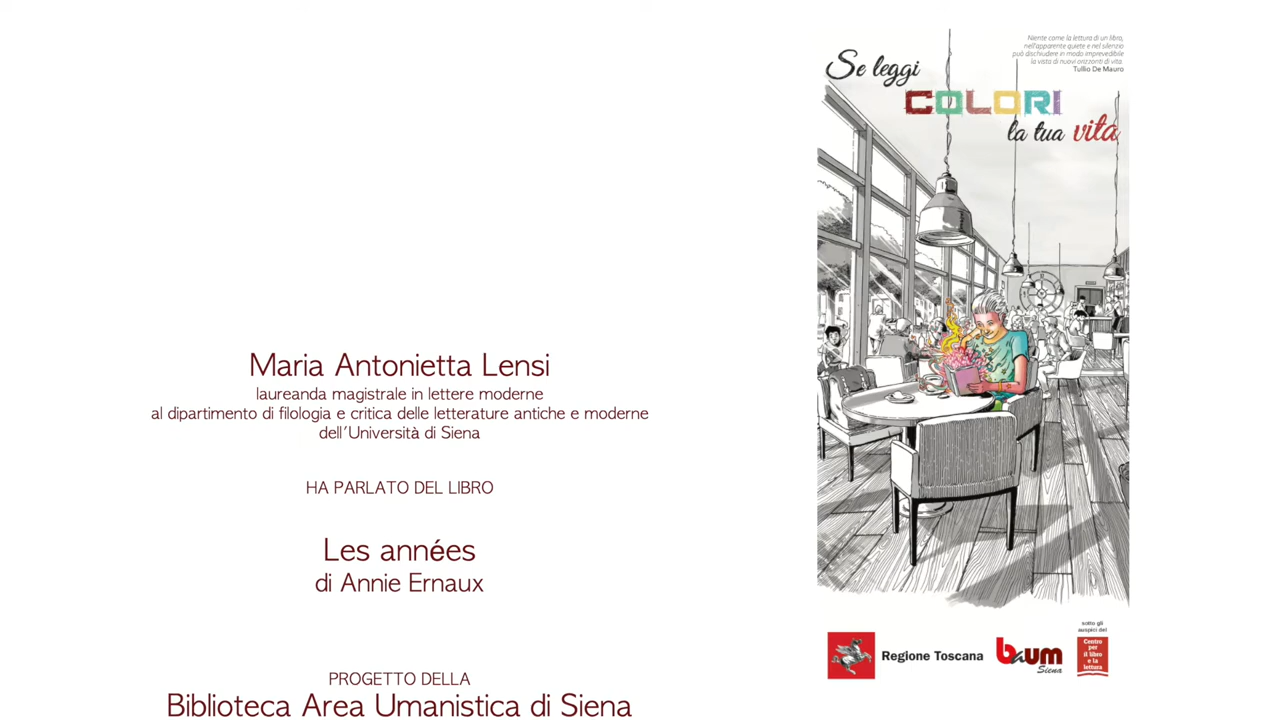 Maria Antonietta Lensi
laureanda magistrale in lettere moderne
al dipartimento di filologia e critica delle letterature antiche e moderne
dell'Università di Siena
HA PARLATO DEL LIBRO
Les années
di Annie Ernaux
PROGETTO DELLA
Biblioteca Area Umanistica di Siena
Niente come la lettura di un libro,
nell'apparente quiete e nel silenzio
può dischiudere in modo imprevedibile
la vista di nuovi orizzonti di vita.
Tullio De Mauro
Se leggi
COLORI
la tua vita
Regione Toscana
baum
Siena
sotto gli
auspici del
Centro
per
il libro
e la
lettura